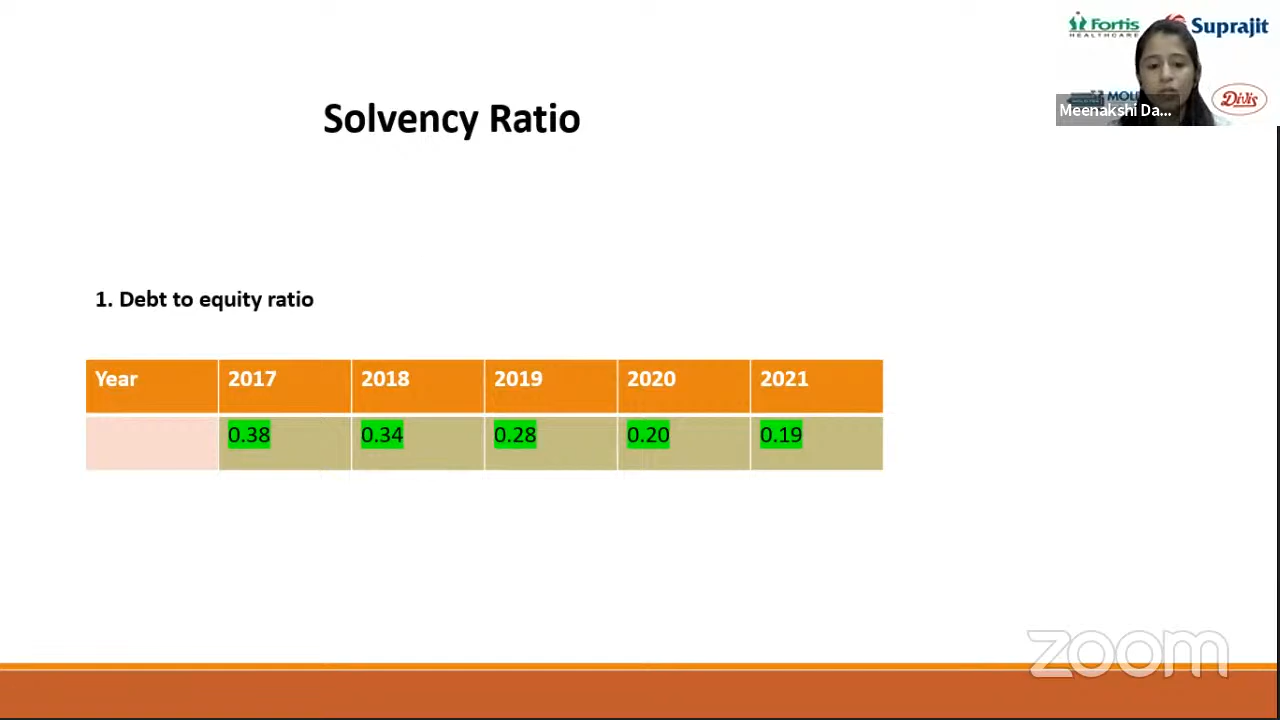 Fortis
HEALTHCARE
Suprajit
Divis
Meenakshi Da...
Solvency Ratio
1. Debt to equity ratio
Year 2017 2018 2019 2020 2021
0.38 0.34 0.28 0.20 0.19
zoom